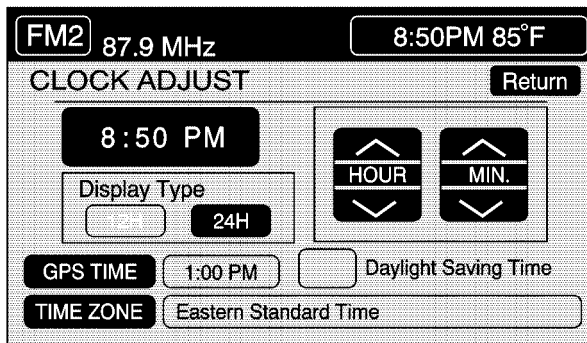 FM2 87.9 MHz 8:50PM 85°F
CLOCK ADJUST Return
8:50 PM
HOUR MIN.
Display Type
12H 24H
GPS TIME 1:00 PM Daylight Saving Time
TIME ZONE Eastern Standard Time